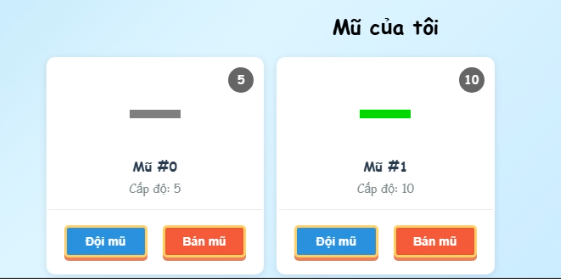 Mũ của tôi
5
10
Mũ #0
Mũ #1
Cấp độ: 5
Cấp độ: 10
Đội mũ
Bán mũ
Đội mũ
Bán mũ